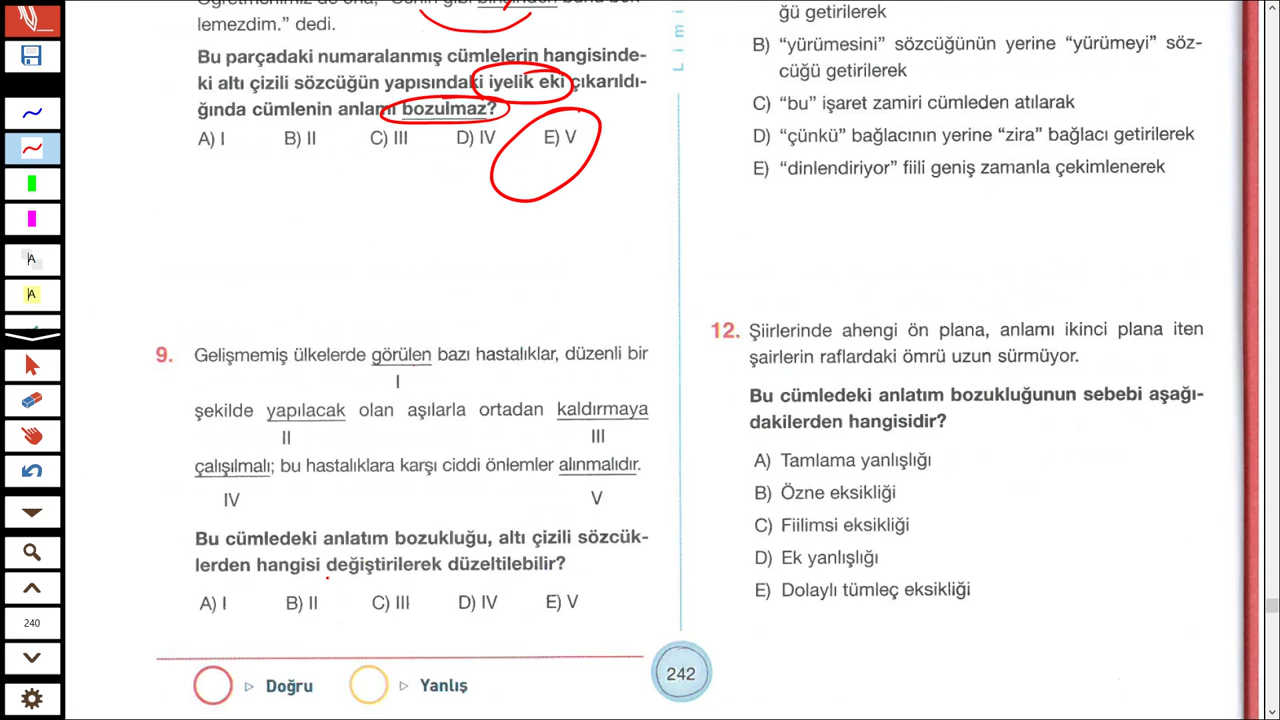 lemezdim.” dedi.
Bu parçadaki numaralanmış cümlelerin hangisinde-
ki altı çizili sözcüğün yapısındaki iyelik eki çıkarıldı-
ğında cümlenin anlamı bozulmaz?
A) I B) II C) III D) IV E) V
9. Gelişmemiş ülkelerde görülen bazı hastalıklar, düzenli bir
I
şekilde yapılacak olan aşılarla ortadan kaldırmaya
II III
çalışılmalı; bu hastalıklara karşı ciddi önlemler alınmalıdır.
IV V
Bu cümledeki anlatım bozukluğu, altı çizili sözcük-
lerden hangisi değiştirilerek düzeltilebilir?
A) I B) II C) III D) IV E) V
Doğru Yanlış
Limi
ğü getirilerek
B) “yürümesini” sözcüğünün yerine “yürümeyi” söz-
cüğü getirilerek
C) “bu” işaret zamiri cümleden atılarak
D) “çünkü” bağlacının yerine “zira” bağlacı getirilerek
E) “dinlendiriyor” fiili geniş zamanla çekimlenerek
12. Şiirlerinde ahengi ön plana, anlamı ikinci plana iten
şairlerin raflardaki ömrü uzun sürmüyor.
Bu cümledeki anlatım bozukluğunun sebebi aşağı-
dakilerden hangisidir?
A) Tamlama yanlışlığı
B) Özne eksikliği
C) Fiilimsi eksikliği
D) Ek yanlışlığı
E) Dolaylı tümleç eksikliği
242
A
A
240